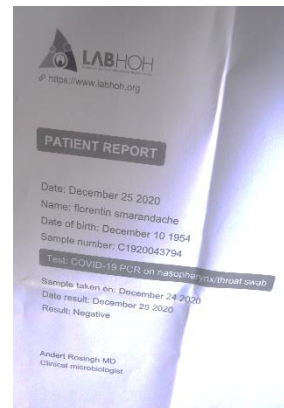 LABHOH
https://www.labhoh.org
PATIENT REPORT
Date: December 25 2020
Name: florentin smarandache
Date of birth: December 10 1954
Sample number: C1920043794
Test: COVID-19 PCR on nasopharynx/throat swab
Sample taken on: December 24 2020
Date result: December 25 2020
Result: Negative
Andert Rosingh MD
Clinical microbiologist